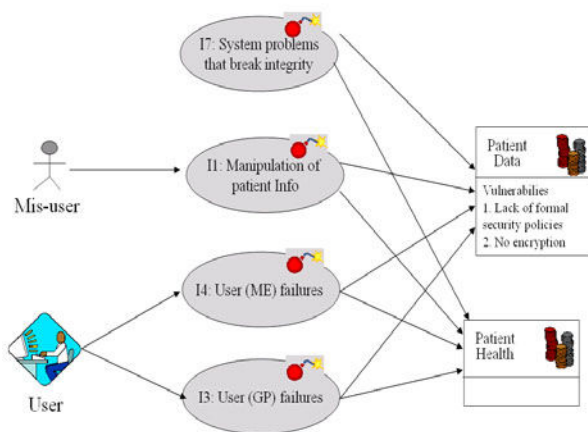 I7: System problems
that break integrity
Mis-user
I1: Manipulation of
patient Info
Patient
Data
Vulnerabilies
1. Lack of formal
security policies
2. No encryption
I4: User (ME) failures
User
I3: User (GP) failures
Patient
Health